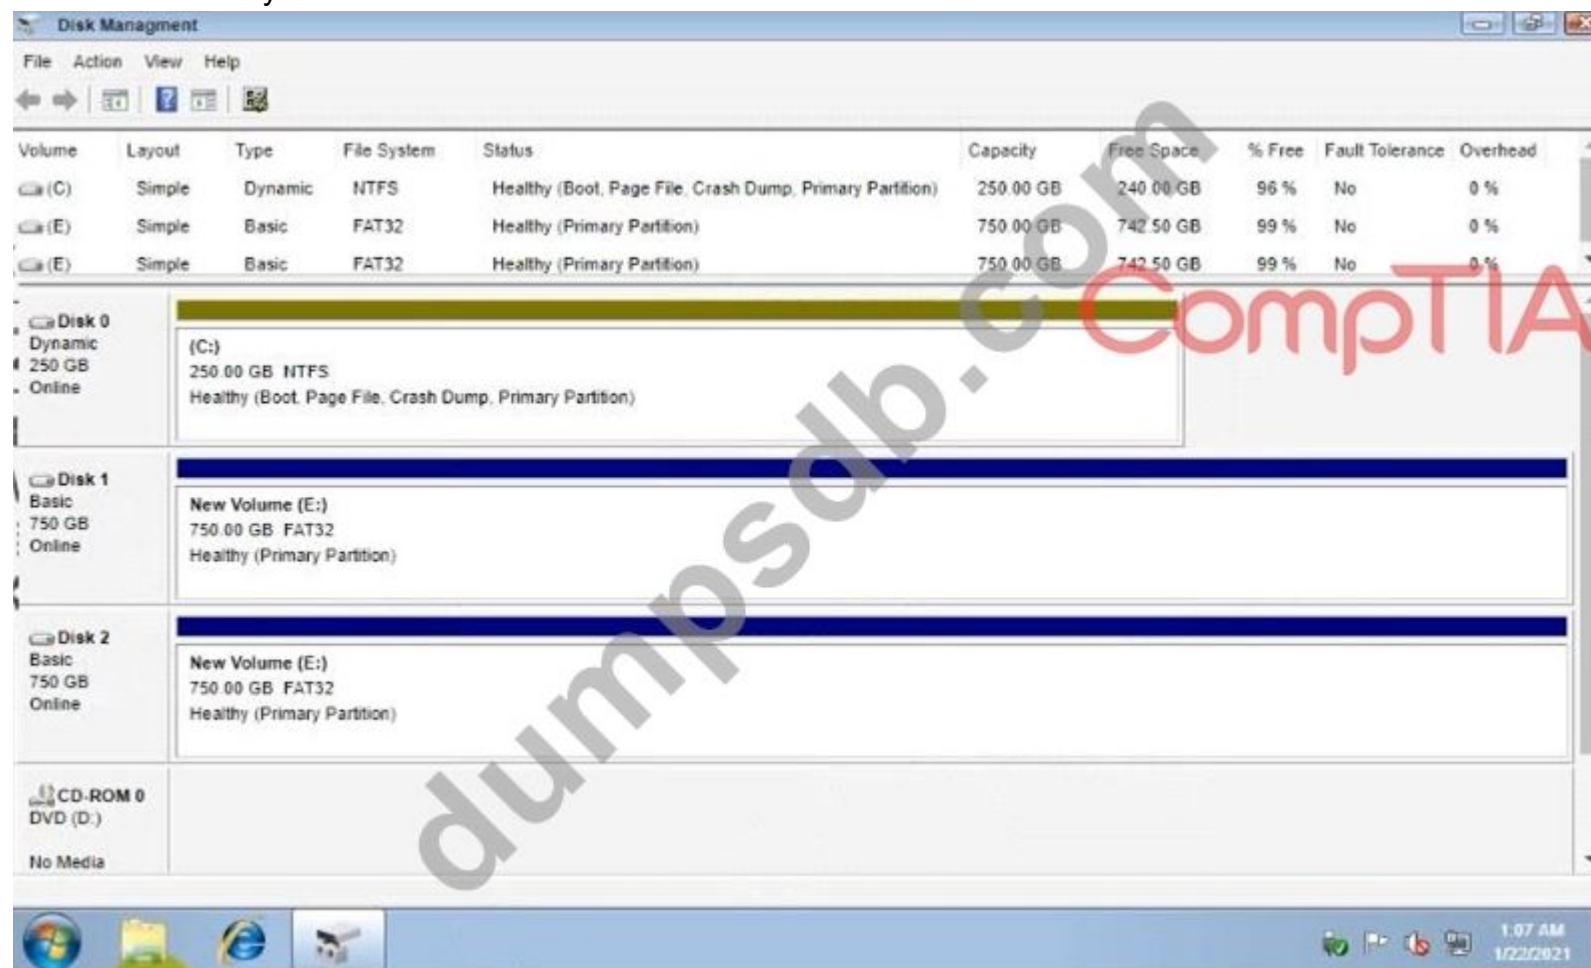 Disk Managment
File Action View Help
Volume Layout Type File System Status Capacity Free Space % Free Fault Tolerance Overhead
(C) Simple Dynamic NTFS Healthy (Boot, Page File, Crash Dump, Primary Partition) 250.00 GB 240.00 GB 96 % No 0 %
(E) Simple Basic FAT32 Healthy (Primary Partition) 750.00 GB 742.50 GB 99 % No 0 %
(E) Simple Basic FAT32 Healthy (Primary Partition) 750.00 GB 742.50 GB 99 % No 0 %
CompTIA
Disk 0
Dynamic
250 GB
Online
(C:)
250.00 GB NTFS
Healthy (Boot, Page File, Crash Dump, Primary Partition)
Disk 1
Basic
750 GB
Online
New Volume (E:)
750.00 GB FAT32
Healthy (Primary Partition)
Disk 2
Basic
750 GB
Online
New Volume (E:)
750.00 GB FAT32
Healthy (Primary Partition)
CD-ROM 0
DVD (D:)
No Media
dumpsdb.com
1:07 AM
1/22/2021